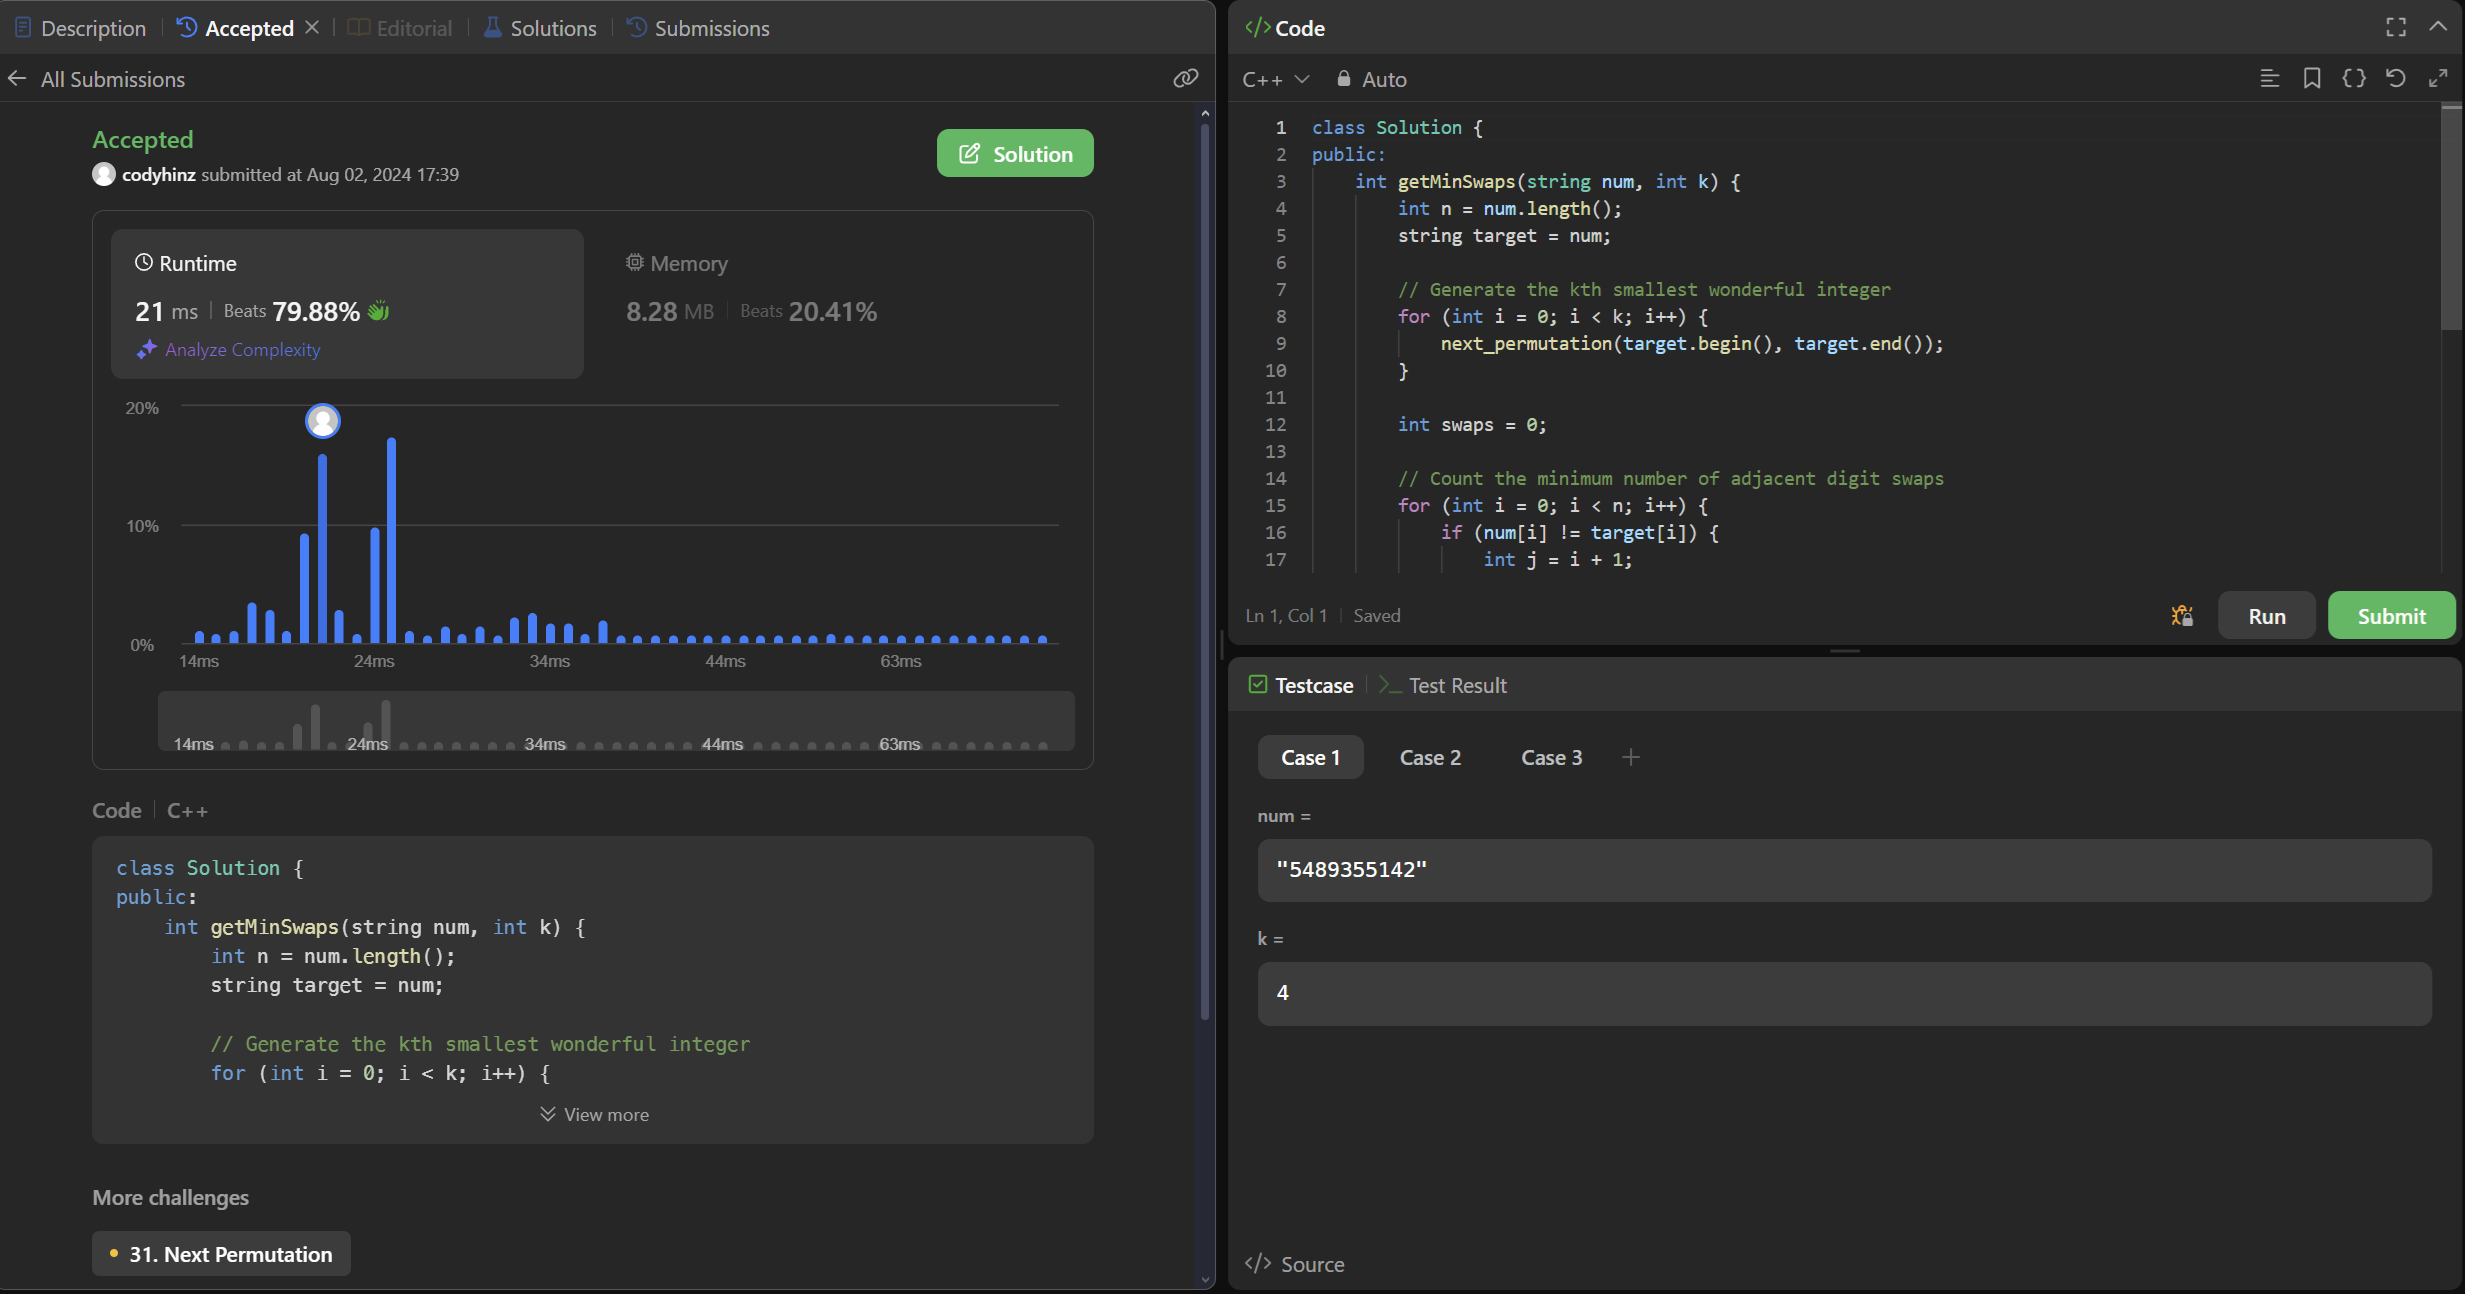 Description | Accepted | Editorial | Solutions | Submissions
All Submissions
Accepted
codyhinz submitted at Aug 02, 2024 17:39
Solution
Runtime
21 ms | Beats 79.88%
Analyze Complexity
Memory
8.28 MB | Beats 20.41%
20%
10%
0%
14ms 24ms 34ms 44ms 63ms
14ms 24ms 34ms 44ms 63ms
Code | C++
class Solution {
public:
    int getMinSwaps(string num, int k) {
        int n = num.length();
        string target = num;
        // Generate the kth smallest wonderful integer
        for (int i = 0; i < k; i++) {
View more
More challenges
31. Next Permutation
</> Code
C++ Auto
1 class Solution {
2 public:
3     int getMinSwaps(string num, int k) {
4         int n = num.length();
5         string target = num;
6
7         // Generate the kth smallest wonderful integer
8         for (int i = 0; i < k; i++) {
9             next_permutation(target.begin(), target.end());
10         }
11
12         int swaps = 0;
13
14         // Count the minimum number of adjacent digit swaps
15         for (int i = 0; i < n; i++) {
16             if (num[i] != target[i]) {
17                 int j = i + 1;
Ln 1, Col 1 | Saved
Run
Submit
Testcase | >_ Test Result
Case 1 Case 2 Case 3 +
num =
"5489355142"
k =
4
</> Source